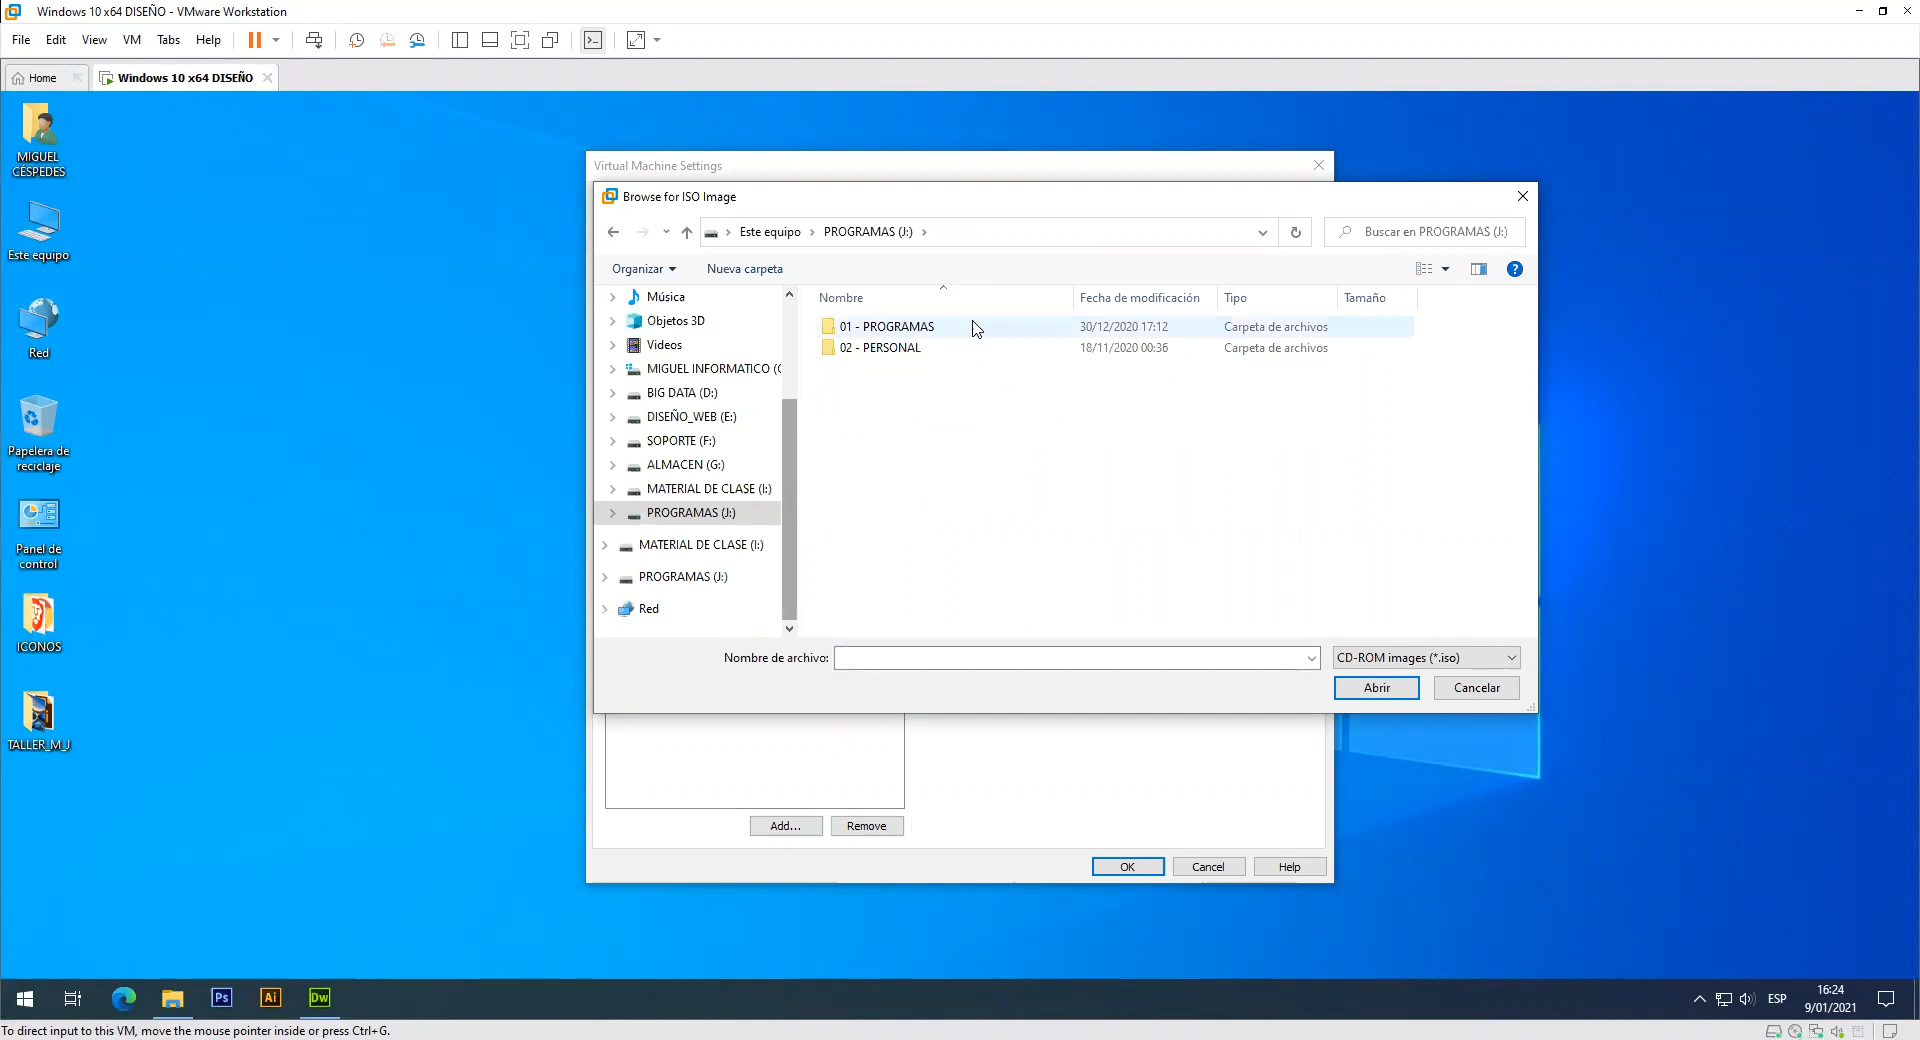 Windows 10 x64 DISEÑO - VMware Workstation
File Edit View VM Tabs Help
Home
Windows 10 x64 DISEÑO
MIGUEL
CÉSPEDES
Este equipo
Red
Papelera de
reciclaje
Panel de
control
ICONOS
TALLER_M_J
Virtual Machine Settings
Browse for ISO Image
Este equipo
PROGRAMAS (J:)
Buscar en PROGRAMAS (J:)
Organizar
Nueva carpeta
Música
Objetos 3D
Videos
MIGUEL INFORMATICO (C
BIG DATA (D:)
DISEÑO_WEB (E:)
SOPORTE (F:)
ALMACEN (G:)
MATERIAL DE CLASE (I:)
PROGRAMAS (J:)
MATERIAL DE CLASE (I:)
PROGRAMAS (J:)
Red
Nombre Fecha de modificación Tipo Tamaño
01 - PROGRAMAS 30/12/2020 17:12 Carpeta de archivos
02 - PERSONAL 18/11/2020 00:36 Carpeta de archivos
Nombre de archivo:
CD-ROM images (*.iso)
Abrir
Cancelar
Add...
Remove
OK
Cancel
Help
Ps
Ai
Dw
ESP
16:24
9/01/2021
To direct input to this VM, move the mouse pointer inside or press Ctrl+G.